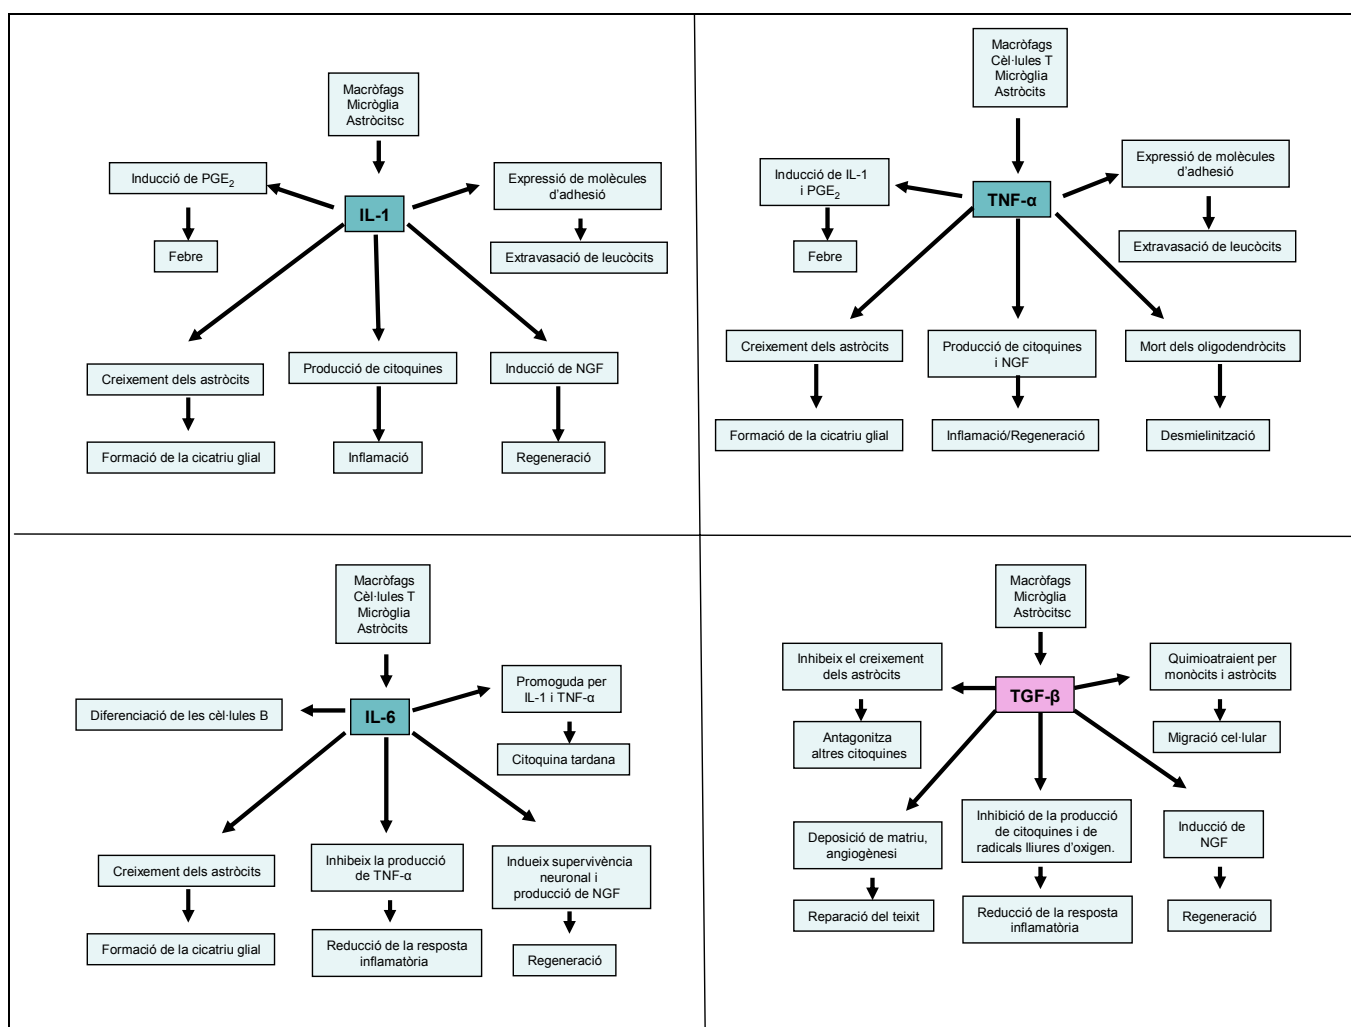 Macròfags
Micròglia
Astròcitsc
Inducció de PGE2
Expressió de molècules
d'adhesió
IL-1
Febre
Extravasació de leucòcits
Creixement dels astròcits
Producció de citoquines
Inducció de NGF
Formació de la cicatriu glial
Inflamació
Regeneració
Macròfags
Cèl·lules T
Micròglia
Astròcits
Inducció de IL-1
i PGE2
Expressió de molècules
d'adhesió
TNF-α
Febre
Extravasació de leucòcits
Creixement dels astròcits
Producció de citoquines
i NGF
Mort dels oligodendròcits
Formació de la cicatriu glial
Inflamació/Regeneració
Desmielinització
Macròfags
Cèl·lules T
Micròglia
Astròcits
Diferenciació de les cèl·lules B
Promoguda per
IL-1 i TNF-α
IL-6
Citoquina tardana
Creixement dels astròcits
Inhibeix la producció
de TNF-α
Indueix supervivència
neuronal i
producció de NGF
Formació de la cicatriu glial
Reducció de la resposta
inflamatòria
Regeneració
Macròfags
Micròglia
Astròcitsc
Inhibeix el creixement
dels astròcits
Quimioatraient per
monòcits i astròcits
TGF-β
Antagonitza
altres citoquines
Migració cel·lular
Deposició de matriu,
angiogènesi
Inhibició de la producció
de citoquines i de
radicals lliures d'oxigen.
Inducció de
NGF
Reparació del teixit
Reducció de la resposta
inflamatòria
Regeneració